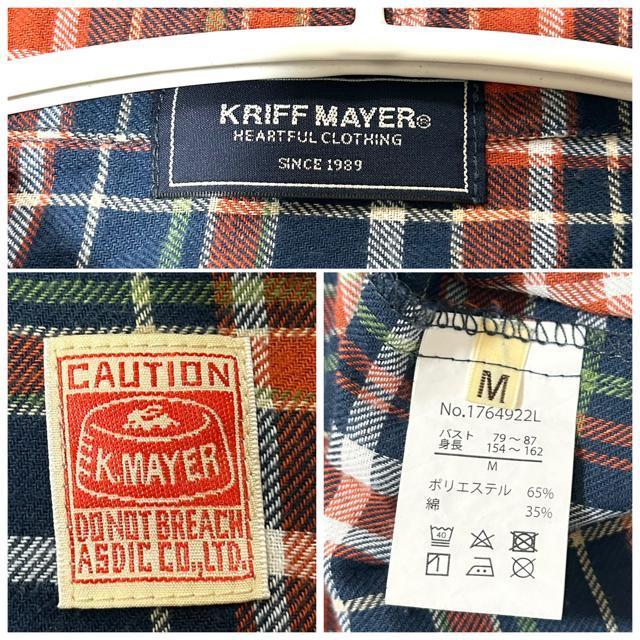 KRIFF MAYER®
HEARTFUL CLOTHING
SINCE 1989
CAUTION
K.MAYER
DO NOT BREACH
ASDIC CO., LTD.
M
No.1764922L
バスト 79～87
身長 154～162
M
ポリエステル 65%
綿 35%
40